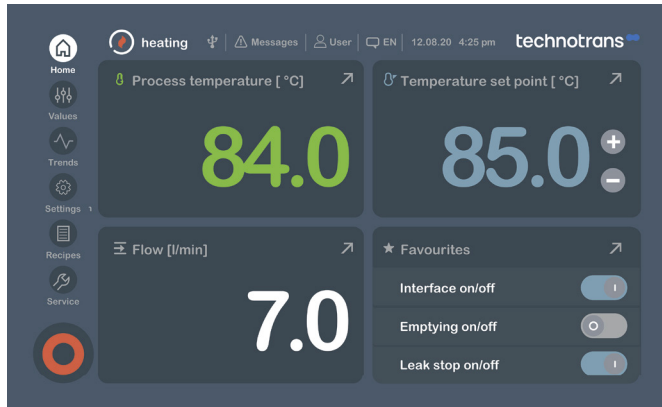 heating Messages User EN 12.08.20 4:25 pm technotrans
Home
Values
Trends
Settings
Recipes
Service
Process temperature [ °C]
84.0
Temperature set point [ °C]
85.0
Flow [l/min]
7.0
Favourites
Interface on/off
Emptying on/off
Leak stop on/off